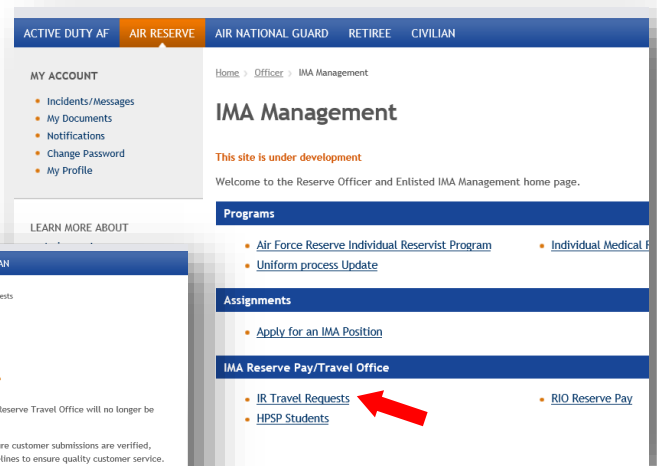 ACTIVE DUTY AF AIR RESERVE AIR NATIONAL GUARD RETIREE CIVILIAN
MY ACCOUNT
• Incidents/Messages
• My Documents
• Notifications
• Change Password
• My Profile
LEARN MORE ABOUT
Home > Officer > IMA Management
IMA Management
This site is under development
Welcome to the Reserve Officer and Enlisted IMA Management home page.
Programs
• Air Force Reserve Individual Reservist Program • Individual Medical
• Uniform process Update
Assignments
• Apply for an IMA Position
IMA Reserve Pay/Travel Office
• IR Travel Requests • RIO Reserve Pay
• HPSP Students
AN
ests
Reserve Travel Office will no longer be
re customer submissions are verified,
lines to ensure quality customer service.